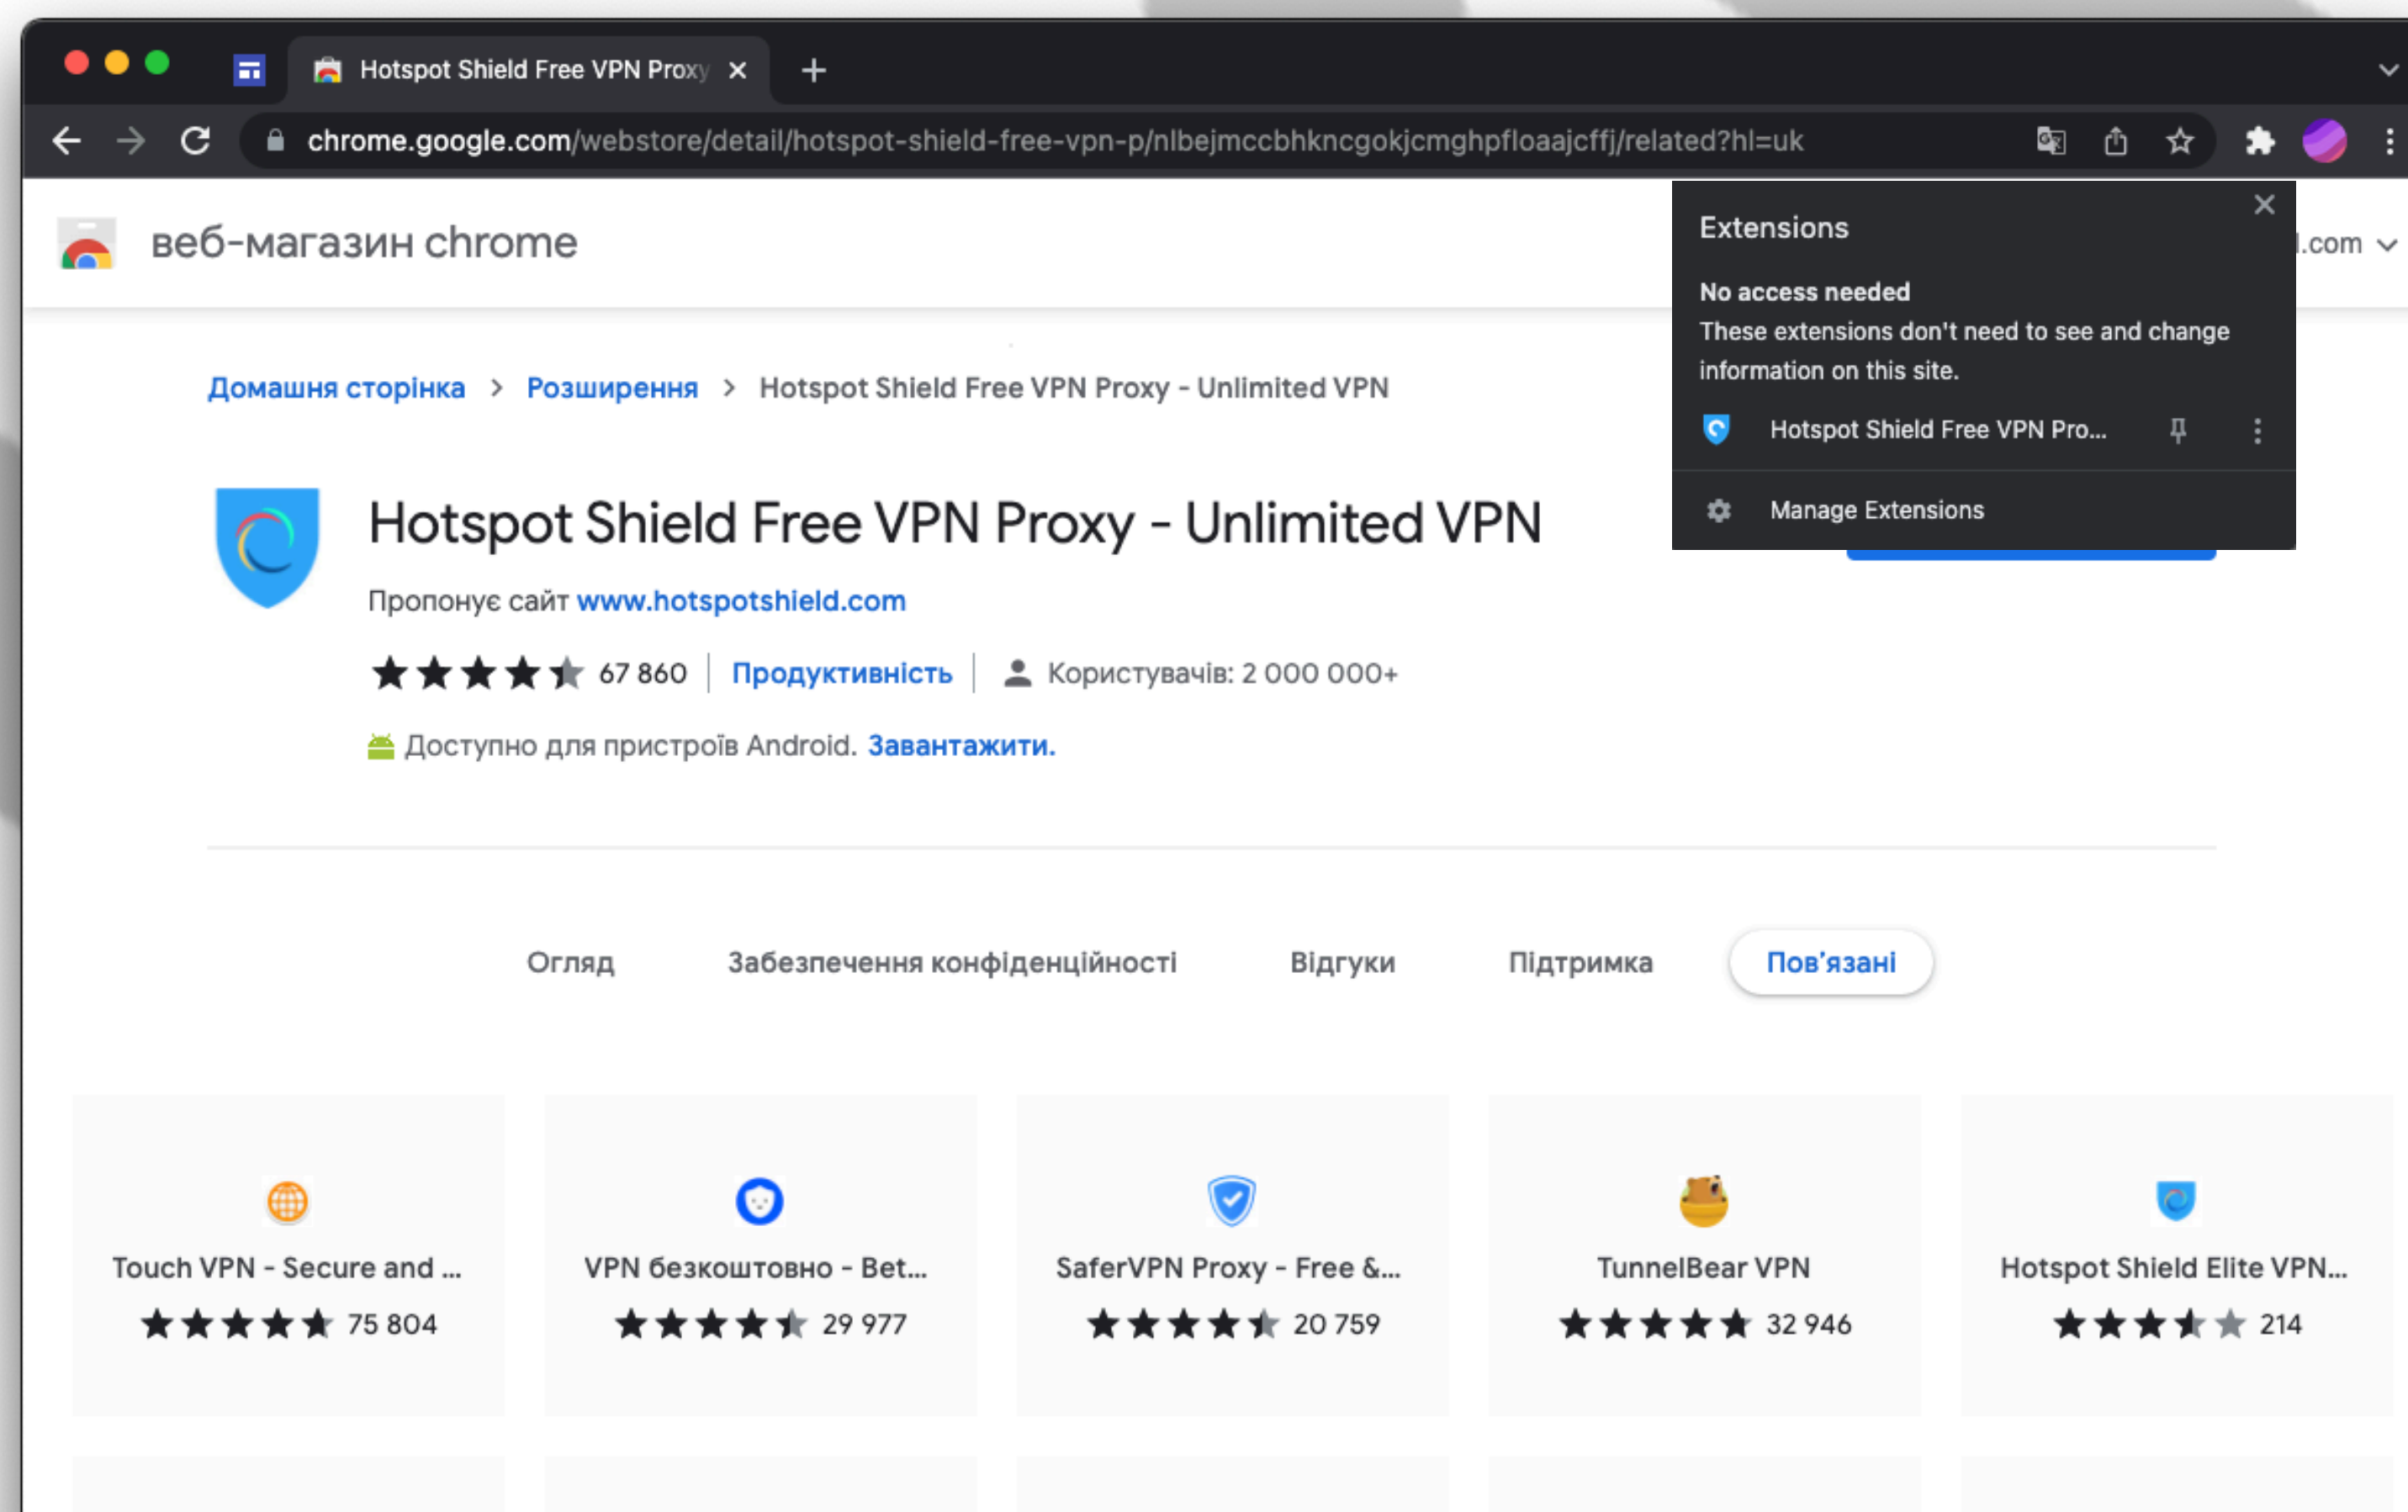 Hotspot Shield Free VPN Proxy
chrome.google.com/webstore/detail/hotspot-shield-free-vpn-p/nlbejmccbhkncgokjcmghpfloaajcffj/related?hl=uk
веб-магазин chrome
.com
Extensions
No access needed
These extensions don't need to see and change
information on this site.
Hotspot Shield Free VPN Pro...
Manage Extensions
Домашня сторінка > Розширення > Hotspot Shield Free VPN Proxy - Unlimited VPN
Hotspot Shield Free VPN Proxy - Unlimited VPN
Пропонує сайт www.hotspotshield.com
67 860 Продуктивність Користувачів: 2 000 000+
Доступно для пристроїв Android. Завантажити.
Огляд Забезпечення конфіденційності Відгуки Підтримка Пов’язані
Touch VPN - Secure and ... VPN безкоштовно - Bet... SaferVPN Proxy - Free &... TunnelBear VPN Hotspot Shield Elite VPN...
75 804 29 977 20 759 32 946 214